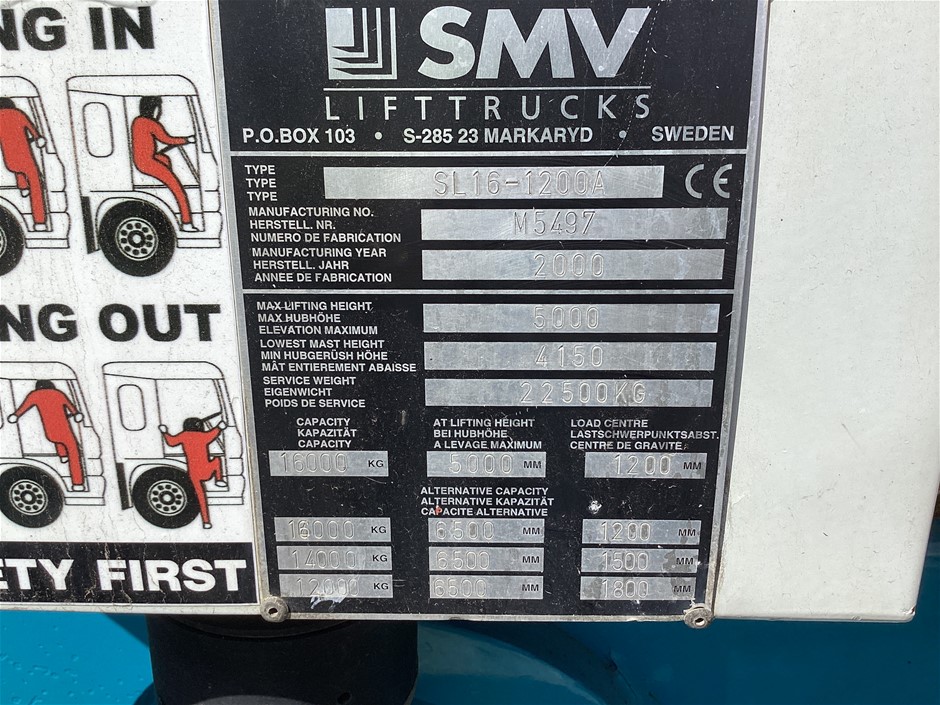 NG IN
NG OUT
ETY FIRST
SMV
LIFTTRUCKS
P.O.BOX 103 • S-285 23 MARKARYD • SWEDEN
TYPE
TYPE
TYPE
SL16-1200A
CE
MANUFACTURING NO.
HERSTELL. NR.
NUMERO DE FABRICATION
M5497
MANUFACTURING YEAR
HERSTELL. JAHR
ANNEE DE FABRICATION
2000
MAX LIFTING HEIGHT
MAX HUBHÖHE
ELEVATION MAXIMUM
5000
LOWEST MAST HEIGHT
MIN HUBGERÜSH HÖHE
MÂT ENTIEREMENT ABAISSE
4150
SERVICE WEIGHT
EIGENWICHT
POIDS DE SERVICE
22500KG
CAPACITY
KAPAZITÄT
CAPACITY
16000 KG
AT LIFTING HEIGHT
BEI HUBHÖHE
A LEVAGE MAXIMUM
5000 MM
LOAD CENTRE
LASTSCHWERPUNKTSABST.
CENTRE DE GRAVITE
1200 MM
ALTERNATIVE CAPACITY
ALTERNATIVE KAPAZITÄT
CAPACITE ALTERNATIVE
16000 KG 6500 MM 1200 MM
14000 KG 6500 MM 1500 MM
12000 KG 6500 MM 1800 MM